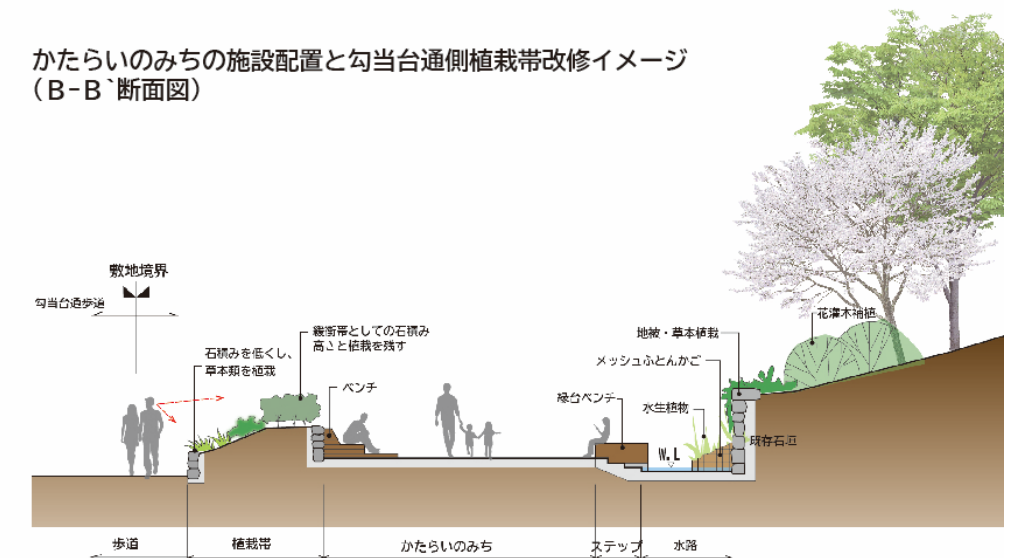 かたらいのみちの施設配置と勾当台通側植栽帯改修イメージ
（B-B`断面図）
敷地境界
勾当台通歩道
石積みを低くし、
草本類を植栽
緩衝帯としての石積み
高さと植栽を残す
ベンチ
縁台ベンチ
水生植物
W.L
地被・草本植栽
メッシュふとんかご
花灌木補植
既存石垣
歩道
植栽帯
かたらいのみち
ステップ
水路